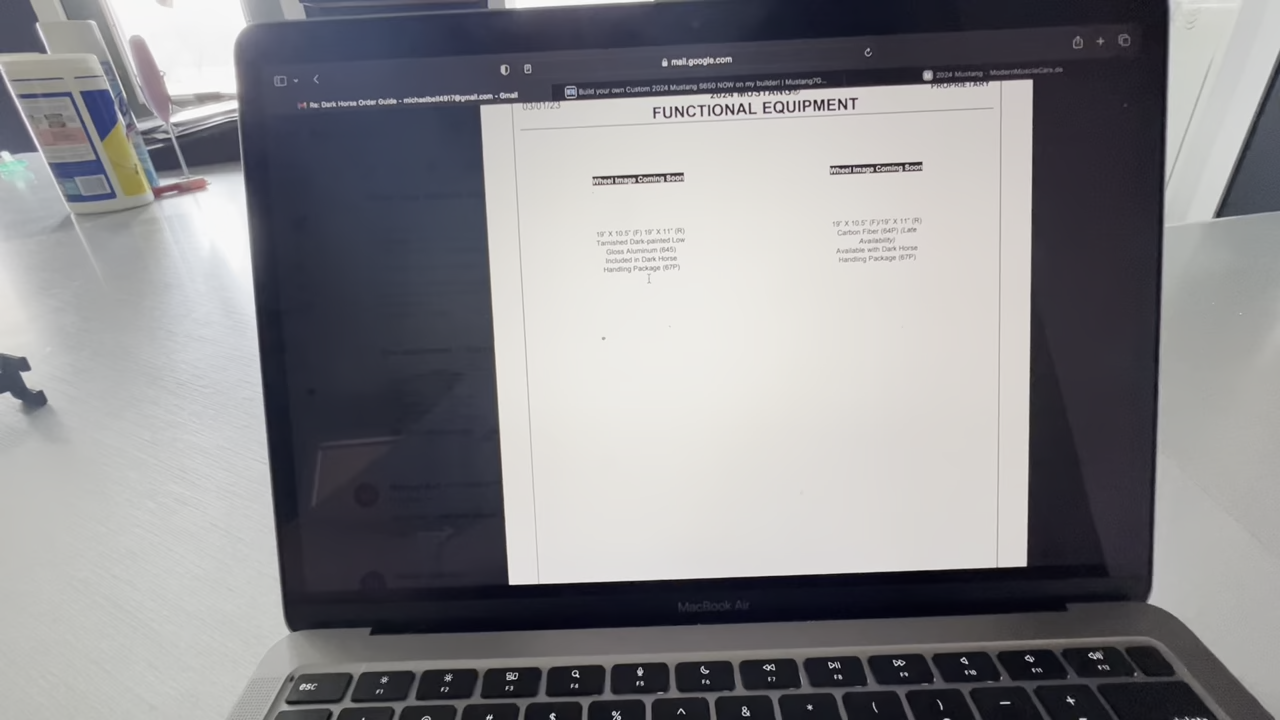 mail.google.com
Re: Dark Horse Order Guide - michaelbell4917@gmail.com - Gmail
Build your own Custom 2024 Mustang S650 NOW on my builder! | Mustang7G...
2024 Mustang - ModernMuscleCars.de
03/01/23
2024 MUSTANG®
PROPRIETARY
FUNCTIONAL EQUIPMENT
Wheel Image Coming Soon
19" X 10.5" (F) 19" X 11" (R)
Tarnished Dark-painted Low
Gloss Aluminum (645)
Included in Dark Horse
Handling Package (67P)
Wheel Image Coming Soon
19" X 10.5" (F)/19" X 11" (R)
Carbon Fiber (64P) (Late
Availability)
Available with Dark Horse
Handling Package (67P)
MacBook Air
esc
F1
F2
F3
F4
F5
F6
F7
F8
F9
F10
F11
F12
# $ % ^ & * ( ) — +